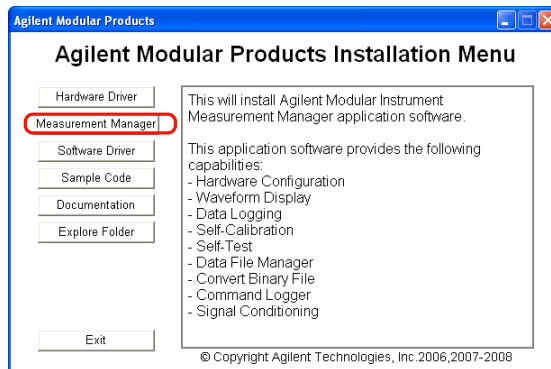 Agilent Modular Products
Agilent Modular Products Installation Menu
Hardware Driver
Measurement Manager
Software Driver
Sample Code
Documentation
Explore Folder
Exit
This will install Agilent Modular Instrument
Measurement Manager application software.
This application software provides the following
capabilities:
- Hardware Configuration
- Waveform Display
- Data Logging
- Self-Calibration
- Self-Test
- Data File Manager
- Convert Binary File
- Command Logger
- Signal Conditioning
© Copyright Agilent Technologies, Inc.2006,2007-2008